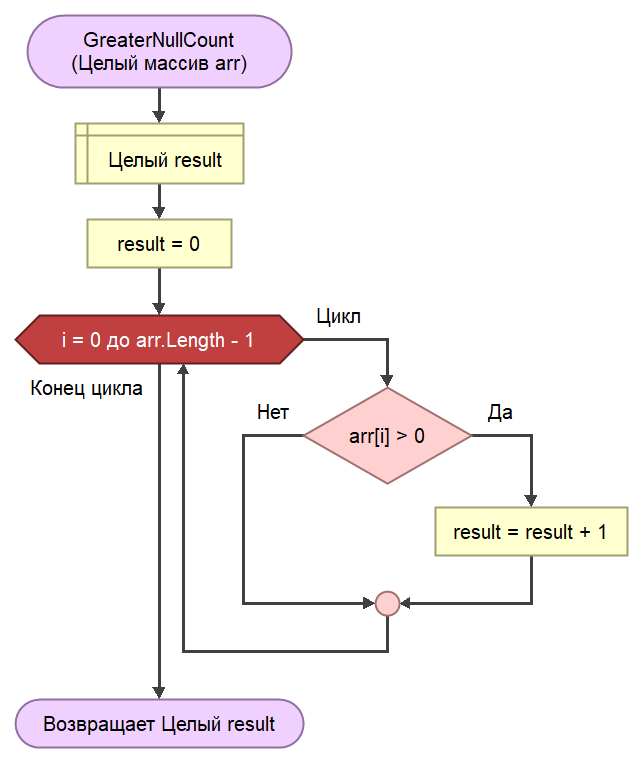 GreaterNullCount
(Целый массив arr)
Целый result
result = 0
i = 0 до arr.Length - 1
Цикл
Конец цикла
Нет
arr[i] > 0
Да
result = result + 1
Возвращает Целый result